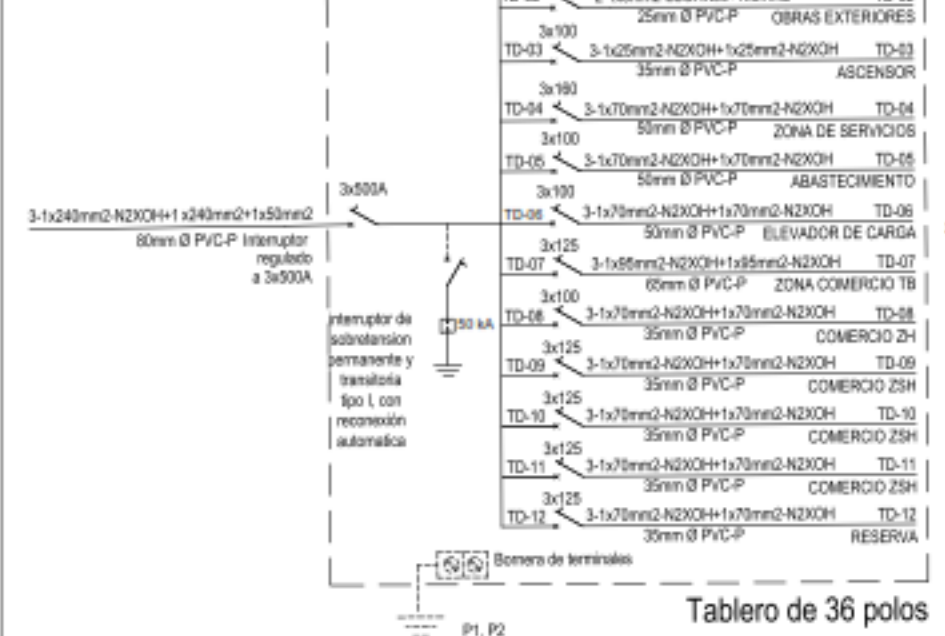 25mm Ø PVC-P OBRAS EXTERIORES
3x100
TD-03 3-1x25mm2-N2XOH+1x25mm2-N2XOH TD-03
35mm Ø PVC-P ASCENSOR
3x160
TD-04 3-1x70mm2-N2XOH+1x70mm2-N2XOH TD-04
50mm Ø PVC-P ZONA DE SERVICIOS
3x100
TD-05 3-1x70mm2-N2XOH+1x70mm2-N2XOH TD-05
50mm Ø PVC-P ABASTECIMIENTO
3x100
TD-06 3-1x70mm2-N2XOH+1x70mm2-N2XOH TD-06
50mm Ø PVC-P ELEVADOR DE CARGA
3x125
TD-07 3-1x95mm2-N2XOH+1x95mm2-N2XOH TD-07
65mm Ø PVC-P ZONA COMERCIO TB
3x100
TD-08 3-1x70mm2-N2XOH+1x70mm2-N2XOH TD-08
35mm Ø PVC-P COMERCIO ZH
3x125
TD-09 3-1x70mm2-N2XOH+1x70mm2-N2XOH TD-09
35mm Ø PVC-P COMERCIO ZSH
3x125
TD-10 3-1x70mm2-N2XOH+1x70mm2-N2XOH TD-10
35mm Ø PVC-P COMERCIO ZSH
3x125
TD-11 3-1x70mm2-N2XOH+1x70mm2-N2XOH TD-11
35mm Ø PVC-P COMERCIO ZSH
3x125
TD-12 3-1x70mm2-N2XOH+1x70mm2-N2XOH TD-12
35mm Ø PVC-P RESERVA
3x500A
3-1x240mm2-N2XOH+1x240mm2+1x50mm2
80mm Ø PVC-P Interruptor
regulado
a 3x500A
50 kA
interruptor de
sobretension
permanente y
transitoria
tipo I, con
reconexión
automatica
Bornera de terminales
Tablero de 36 polos
P1, P2